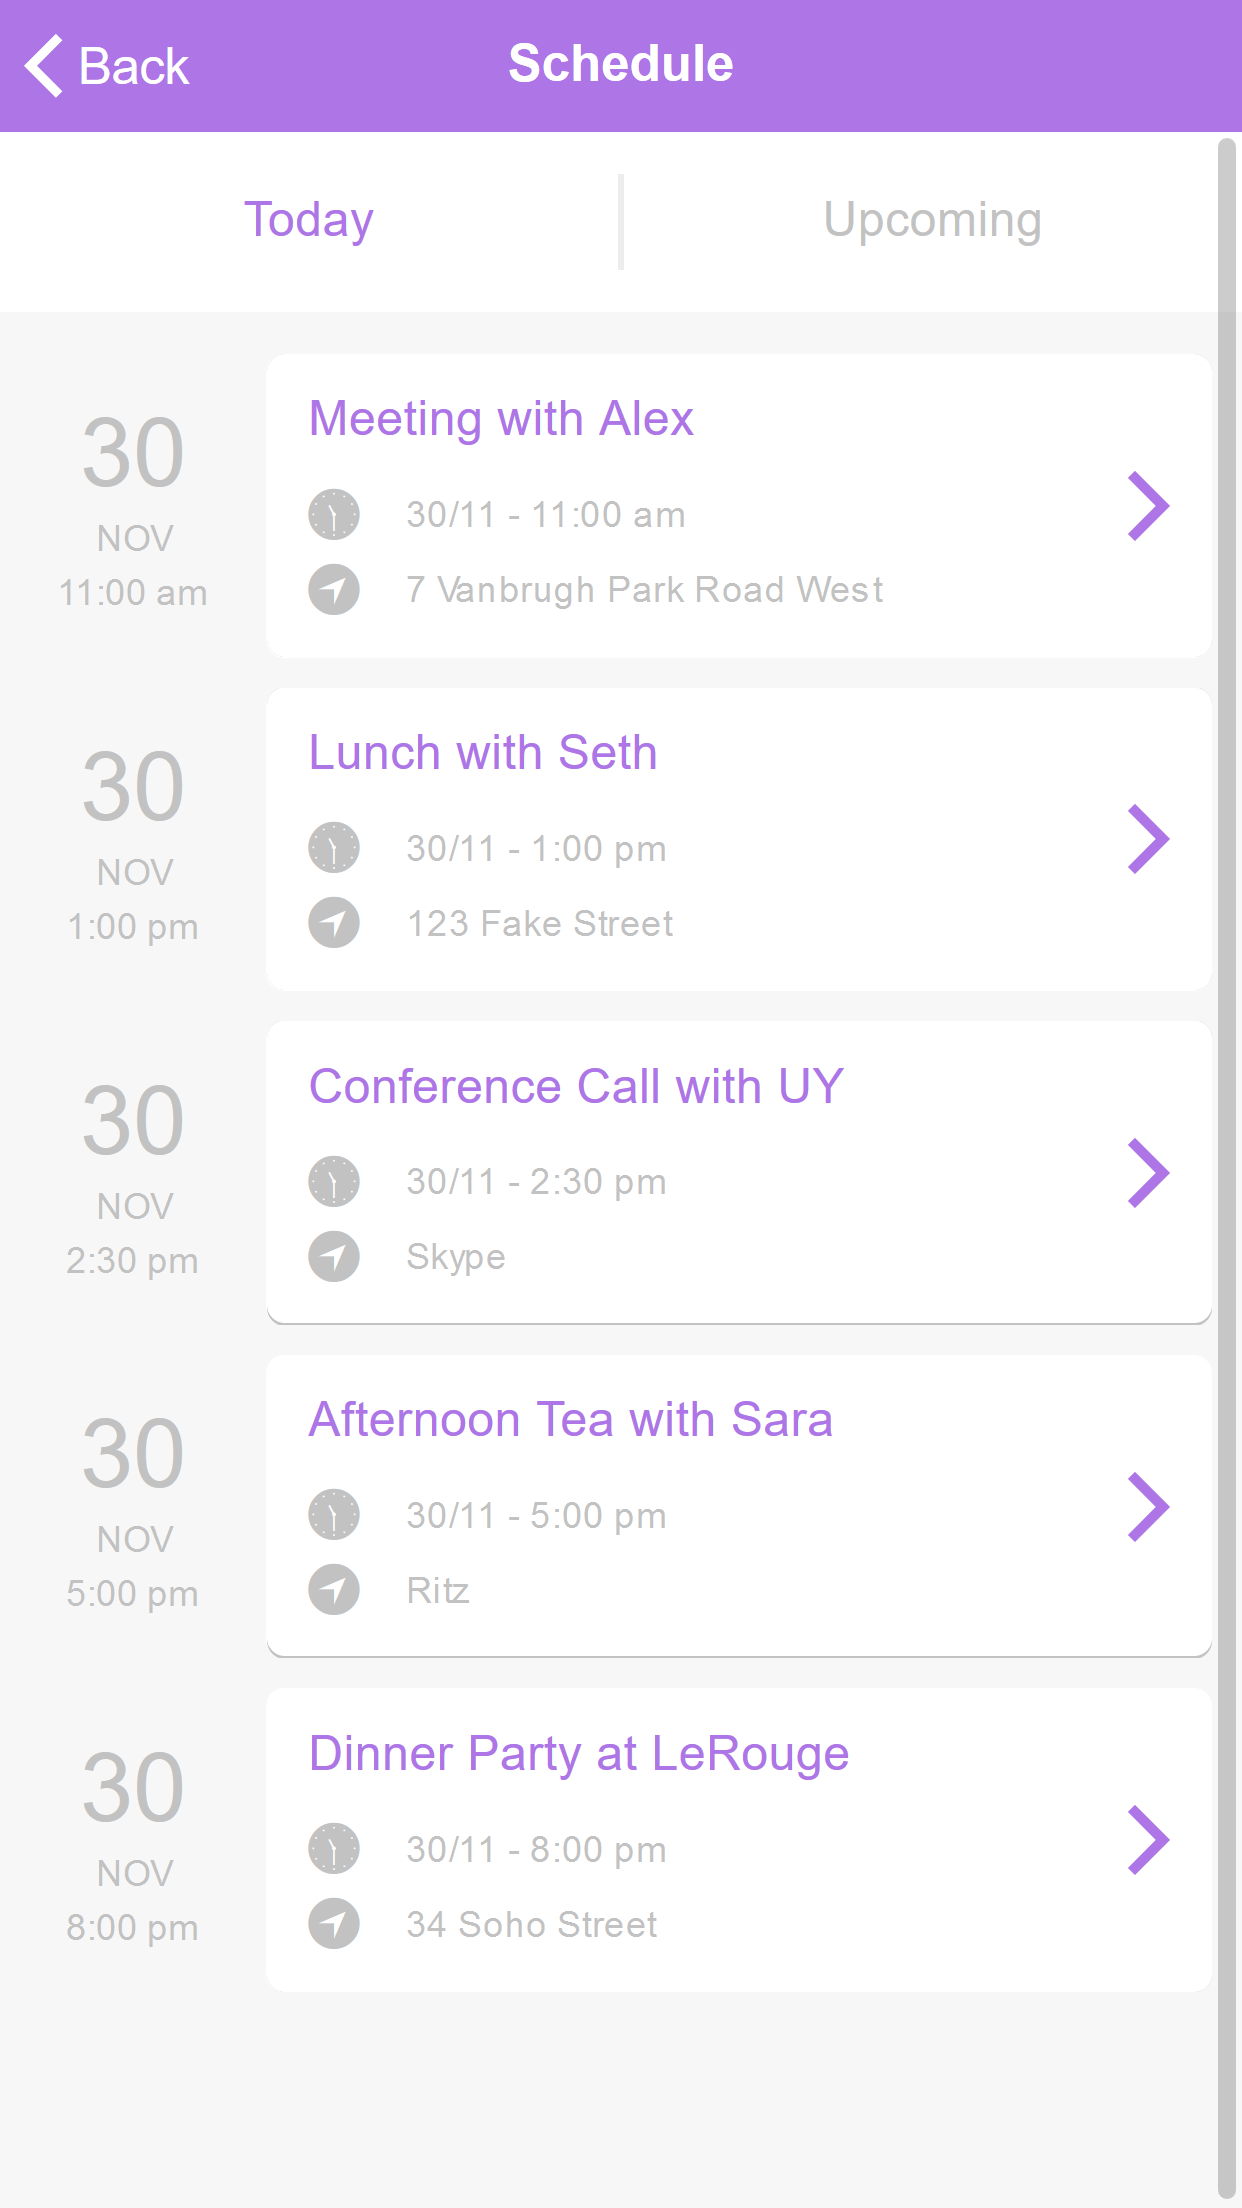 Back
Schedule
Today
Upcoming
30
NOV
11:00 am
Meeting with Alex
30/11 - 11:00 am
7 Vanbrugh Park Road West
30
NOV
1:00 pm
Lunch with Seth
30/11 - 1:00 pm
123 Fake Street
30
NOV
2:30 pm
Conference Call with UY
30/11 - 2:30 pm
Skype
30
NOV
5:00 pm
Afternoon Tea with Sara
30/11 - 5:00 pm
Ritz
30
NOV
8:00 pm
Dinner Party at LeRouge
30/11 - 8:00 pm
34 Soho Street